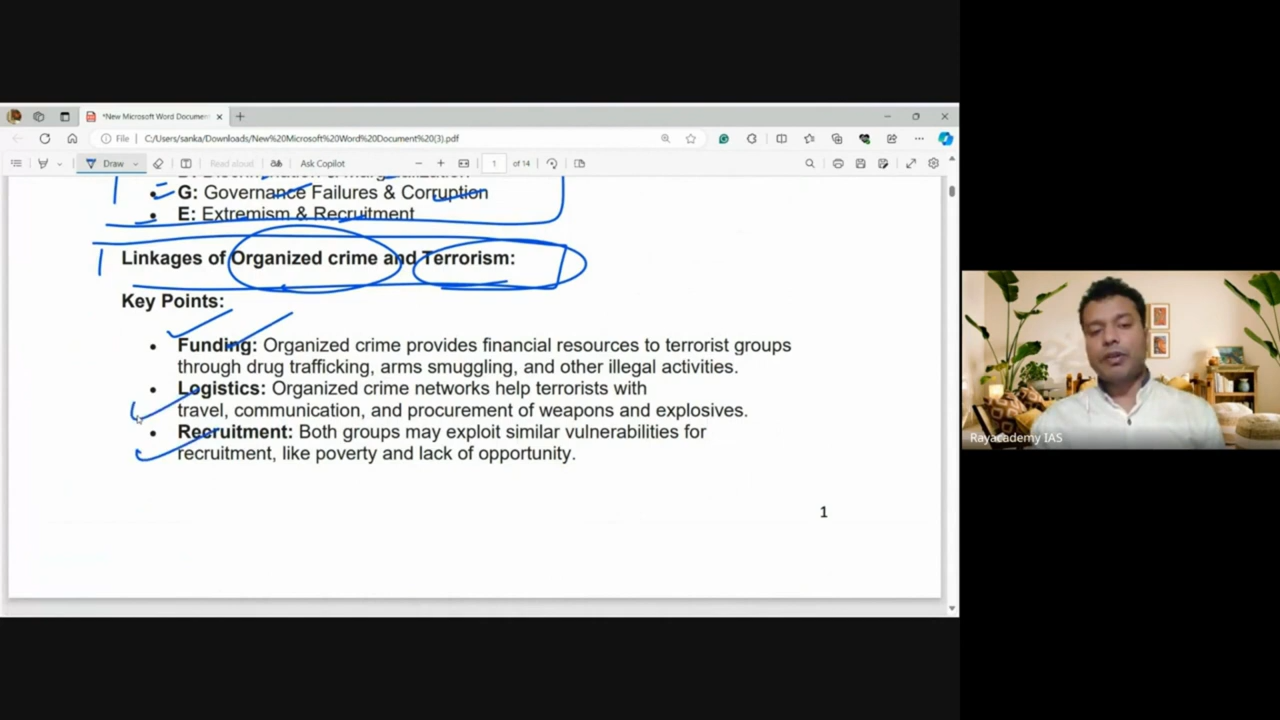 *New Microsoft Word Documen
File
C:/Users/sanka/Downloads/New%20Microsoft%20Word%20Document%20(3).pdf
Draw
Read aloud
Ask Copilot
1
of 14
G: Governance Failures & Corruption
E: Extremism & Recruitment
Linkages of Organized crime and Terrorism:
Key Points:
Funding: Organized crime provides financial resources to terrorist groups
through drug trafficking, arms smuggling, and other illegal activities.
Logistics: Organized crime networks help terrorists with
travel, communication, and procurement of weapons and explosives.
Recruitment: Both groups may exploit similar vulnerabilities for
recruitment, like poverty and lack of opportunity.
1
Rayacademy IAS